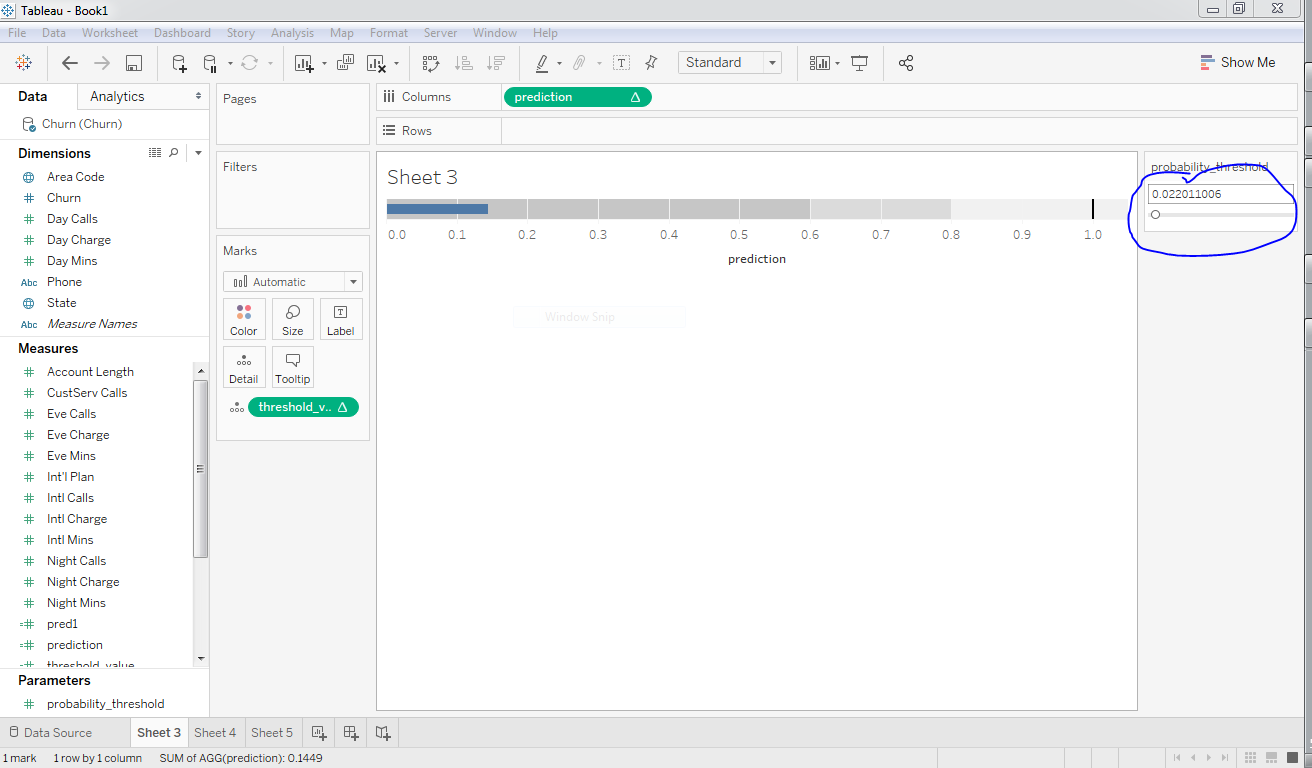 Tableau - Book1
File Data Worksheet Dashboard Story Analysis Map Format Server Window Help
Standard
Show Me
Data Analytics
Churn (Churn)
Dimensions
Area Code
Churn
Day Calls
Day Charge
Day Mins
Abc Phone
State
Abc Measure Names
Measures
Account Length
CustServ Calls
Eve Calls
Eve Charge
Eve Mins
Int'l Plan
Intl Calls
Intl Charge
Intl Mins
Night Calls
Night Charge
Night Mins
pred1
prediction
threshold_value
Parameters
probability_threshold
Pages
Filters
Marks
Automatic
Color Size Label
Detail Tooltip
threshold_v..
Columns prediction
Rows
Sheet 3
0.0 0.1 0.2 0.3 0.4 0.5 0.6 0.7 0.8 0.9 1.0
prediction
Window Snip
probability_threshold
0.022011006
Data Source Sheet 3 Sheet 4 Sheet 5
1 mark 1 row by 1 column SUM of AGG(prediction): 0.1449